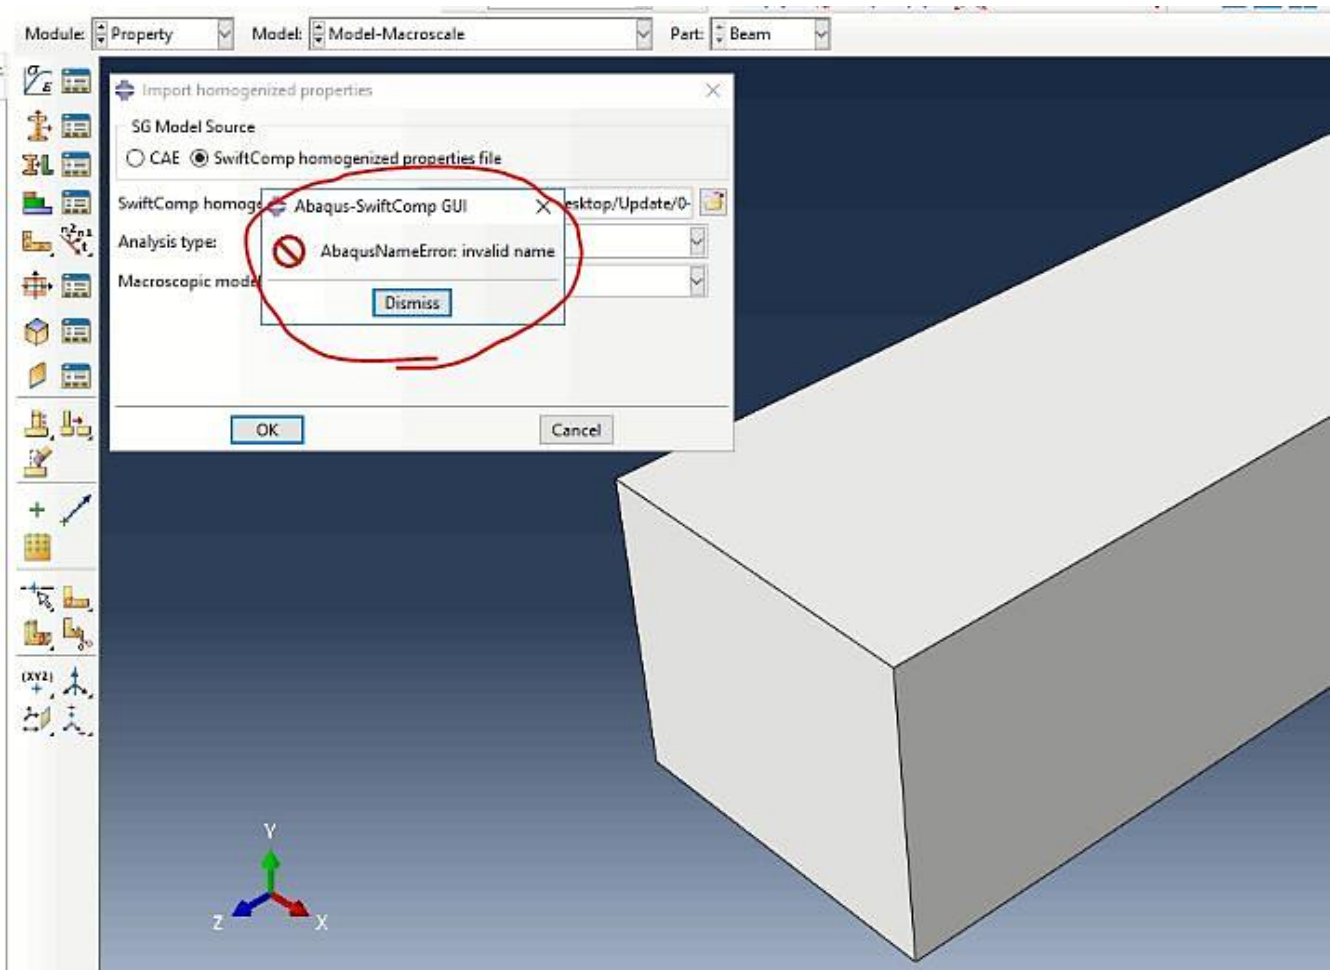 Module: Property Model: Model-Macroscale Part: Beam
Import homogenized properties
SG Model Source
CAE SwiftComp homogenized properties file
SwiftComp homoge esktop/Update/0-
Abaqus-SwiftComp GUI
Analysis type:
AbaqusNameError: invalid name
Macroscopic mode
Dismiss
OK Cancel
(XYZ)
Y
Z X